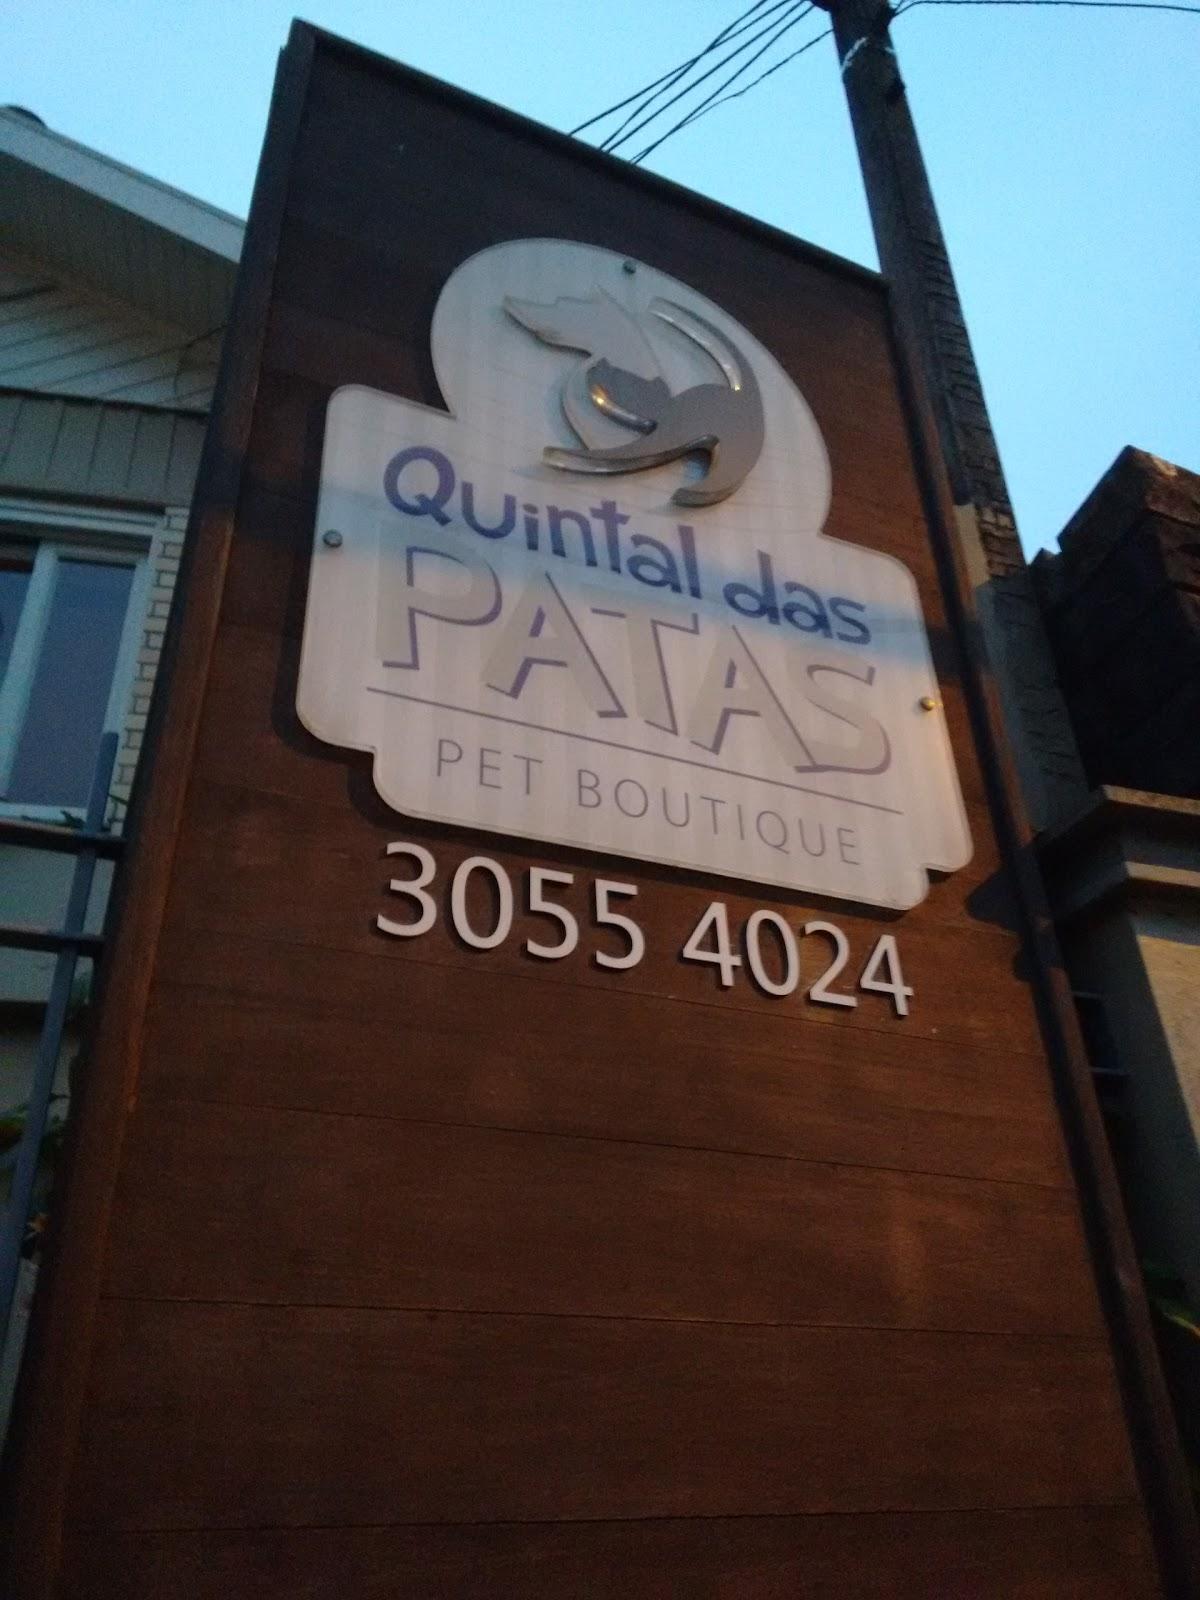 Quintal das
PATAS
PET BOUTIQUE
3055 4024